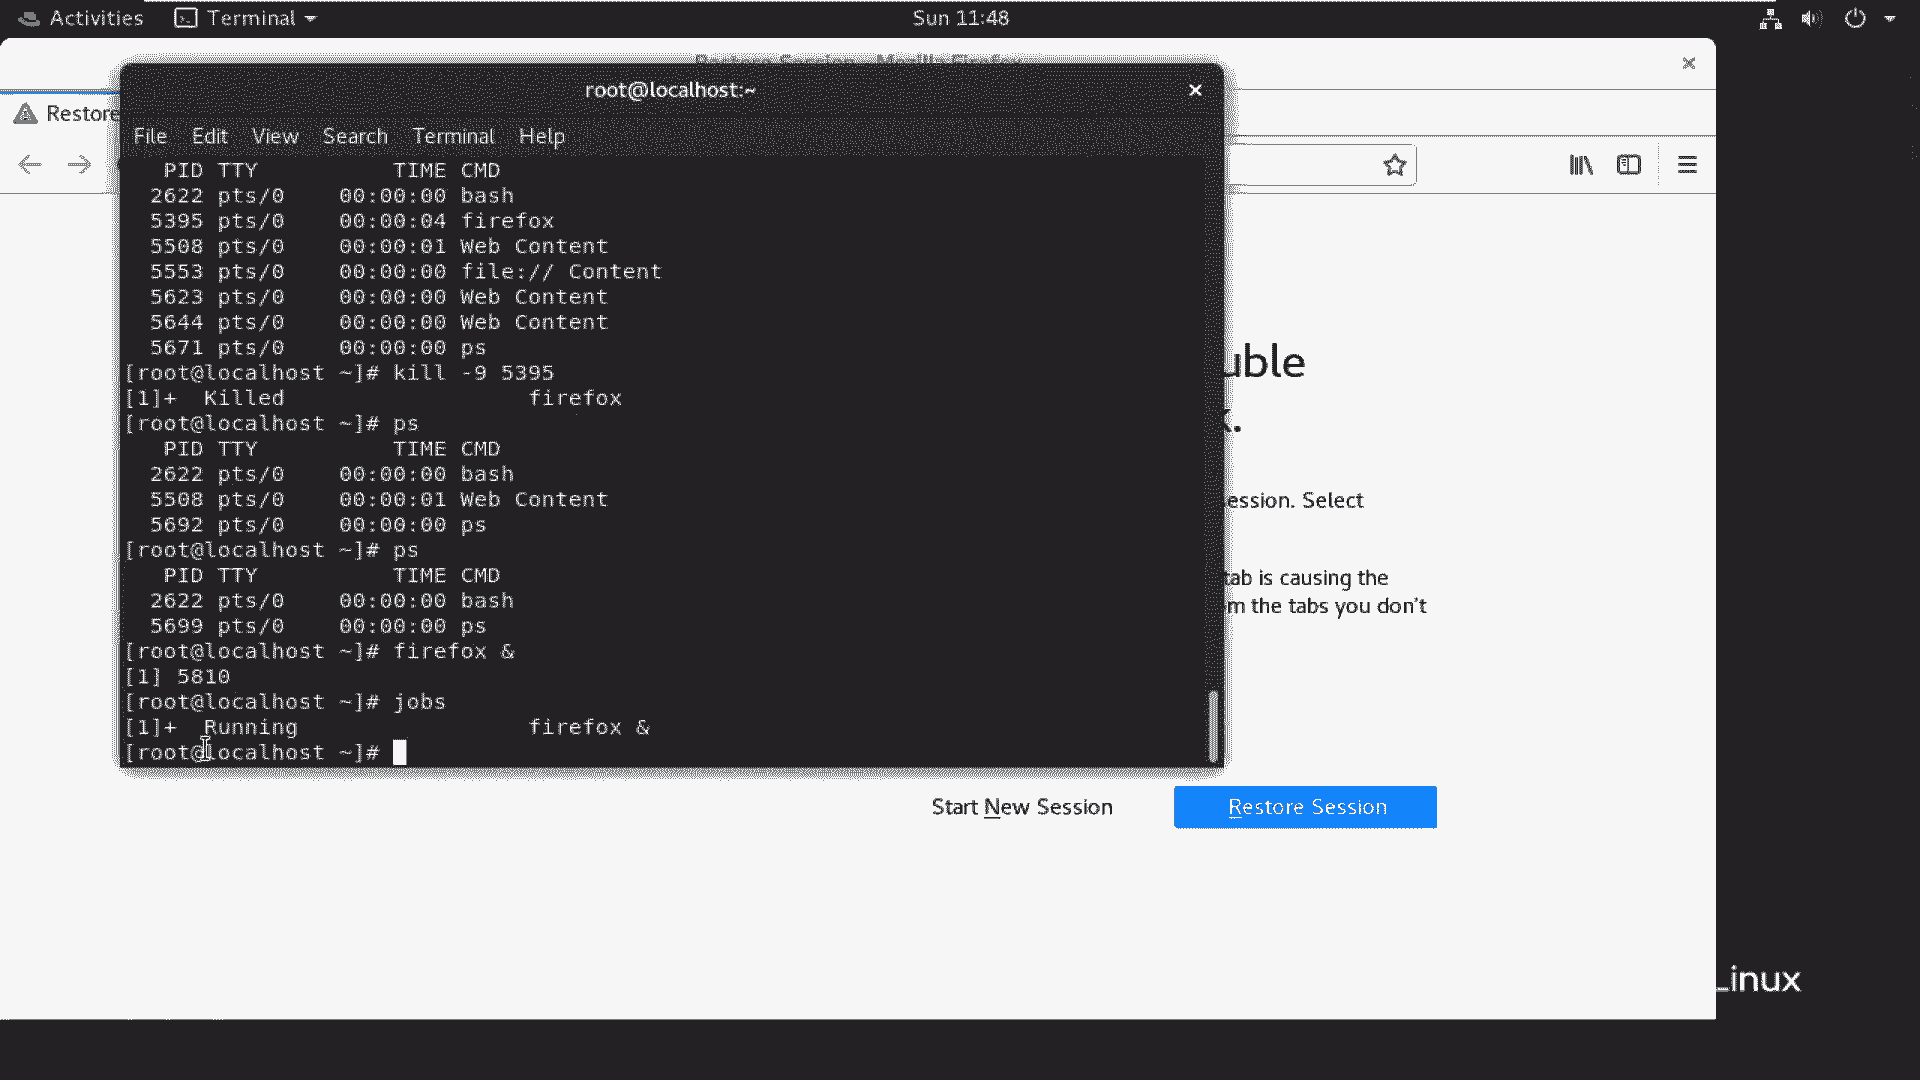 Activities
Terminal
Sun 11:48
Restore Session - Mozilla Firefox
Restore
root@localhost:~
File Edit View Search Terminal Help
PID TTY TIME CMD
2622 pts/0 00:00:00 bash
5395 pts/0 00:00:04 firefox
5508 pts/0 00:00:01 Web Content
5553 pts/0 00:00:00 file:// Content
5623 pts/0 00:00:00 Web Content
5644 pts/0 00:00:00 Web Content
5671 pts/0 00:00:00 ps
[root@localhost ~]# kill -9 5395
[1]+ Killed firefox
[root@localhost ~]# ps
PID TTY TIME CMD
2622 pts/0 00:00:00 bash
5508 pts/0 00:00:01 Web Content
5692 pts/0 00:00:00 ps
[root@localhost ~]# ps
PID TTY TIME CMD
2622 pts/0 00:00:00 bash
5699 pts/0 00:00:00 ps
[root@localhost ~]# firefox &
[1] 5810
[root@localhost ~]# jobs
[1]+ Running firefox &
[root@localhost ~]#
uble
k.
ession. Select
tab is causing the
m the tabs you don't
Start New Session
Restore Session
Linux